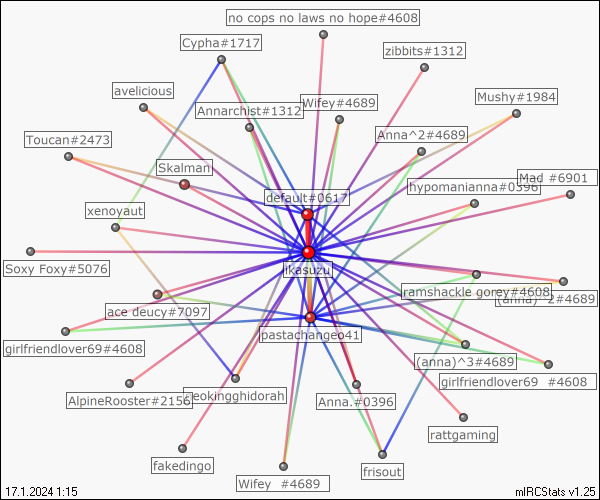 no cops no laws no hope#4608
Cypha#1717
zibbits#1312
avelicious
Annarchist#1312
Wifey#4689
Mushy#1984
Toucan#2473
Anna^2#4689
Skalman
Mad #6901
default#0617
hypomanianna#0396
xenoyaut
Soxy Foxy#5076
ikasuzu
ramshackle gorey#4608
2#4689
ace deucy#7097
pastachangeo41
girlfriendlover69#4608
(anna)^3#4689
girlfriendlover69 #4608
AlpineRooster#2156
neokingghidorah
Anna.#0396
rattgaming
fakedingo
Wifey #4689
frisout
17.1.2024 1:15
mIRCStats v1.25